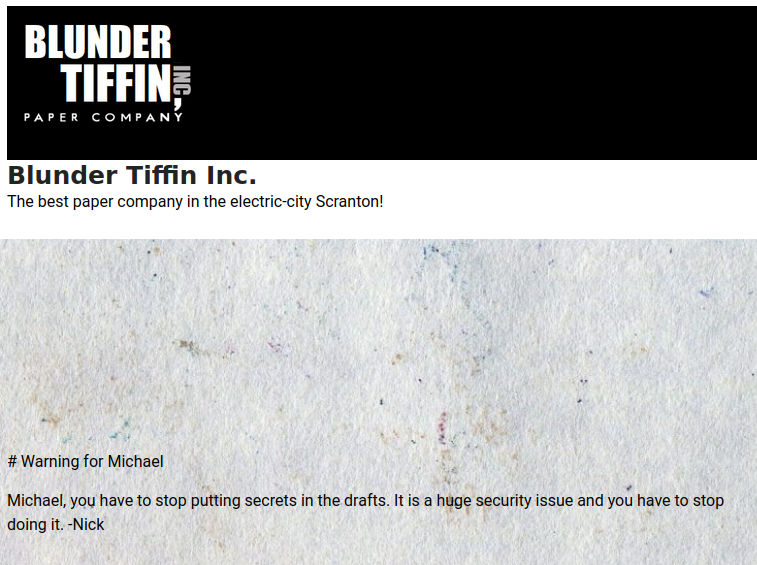 BLUNDER
TIFFIN,
INC
PAPER COMPANY
Blunder Tiffin Inc.
The best paper company in the electric-city Scranton!
# Warning for Michael
Michael, you have to stop putting secrets in the drafts. It is a huge security issue and you have to stop
doing it. -Nick